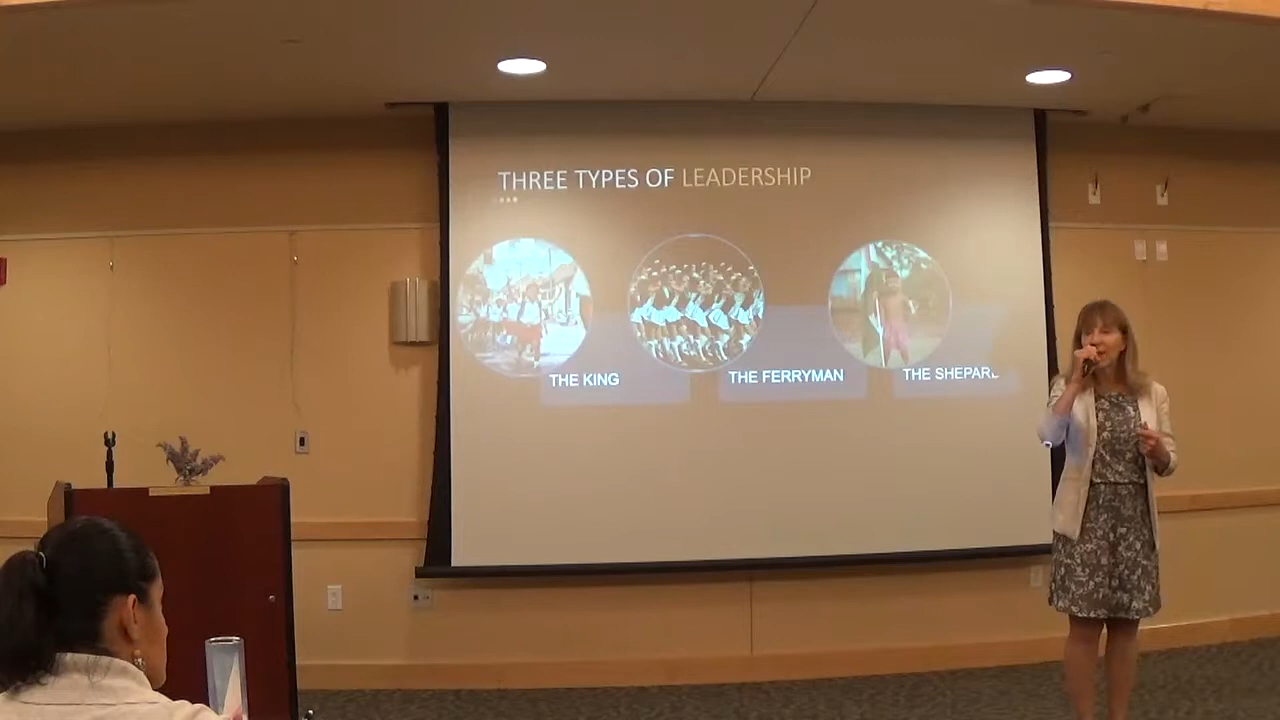 THREE TYPES OF LEADERSHIP
THE KING
THE FERRYMAN
THE SHEPARD